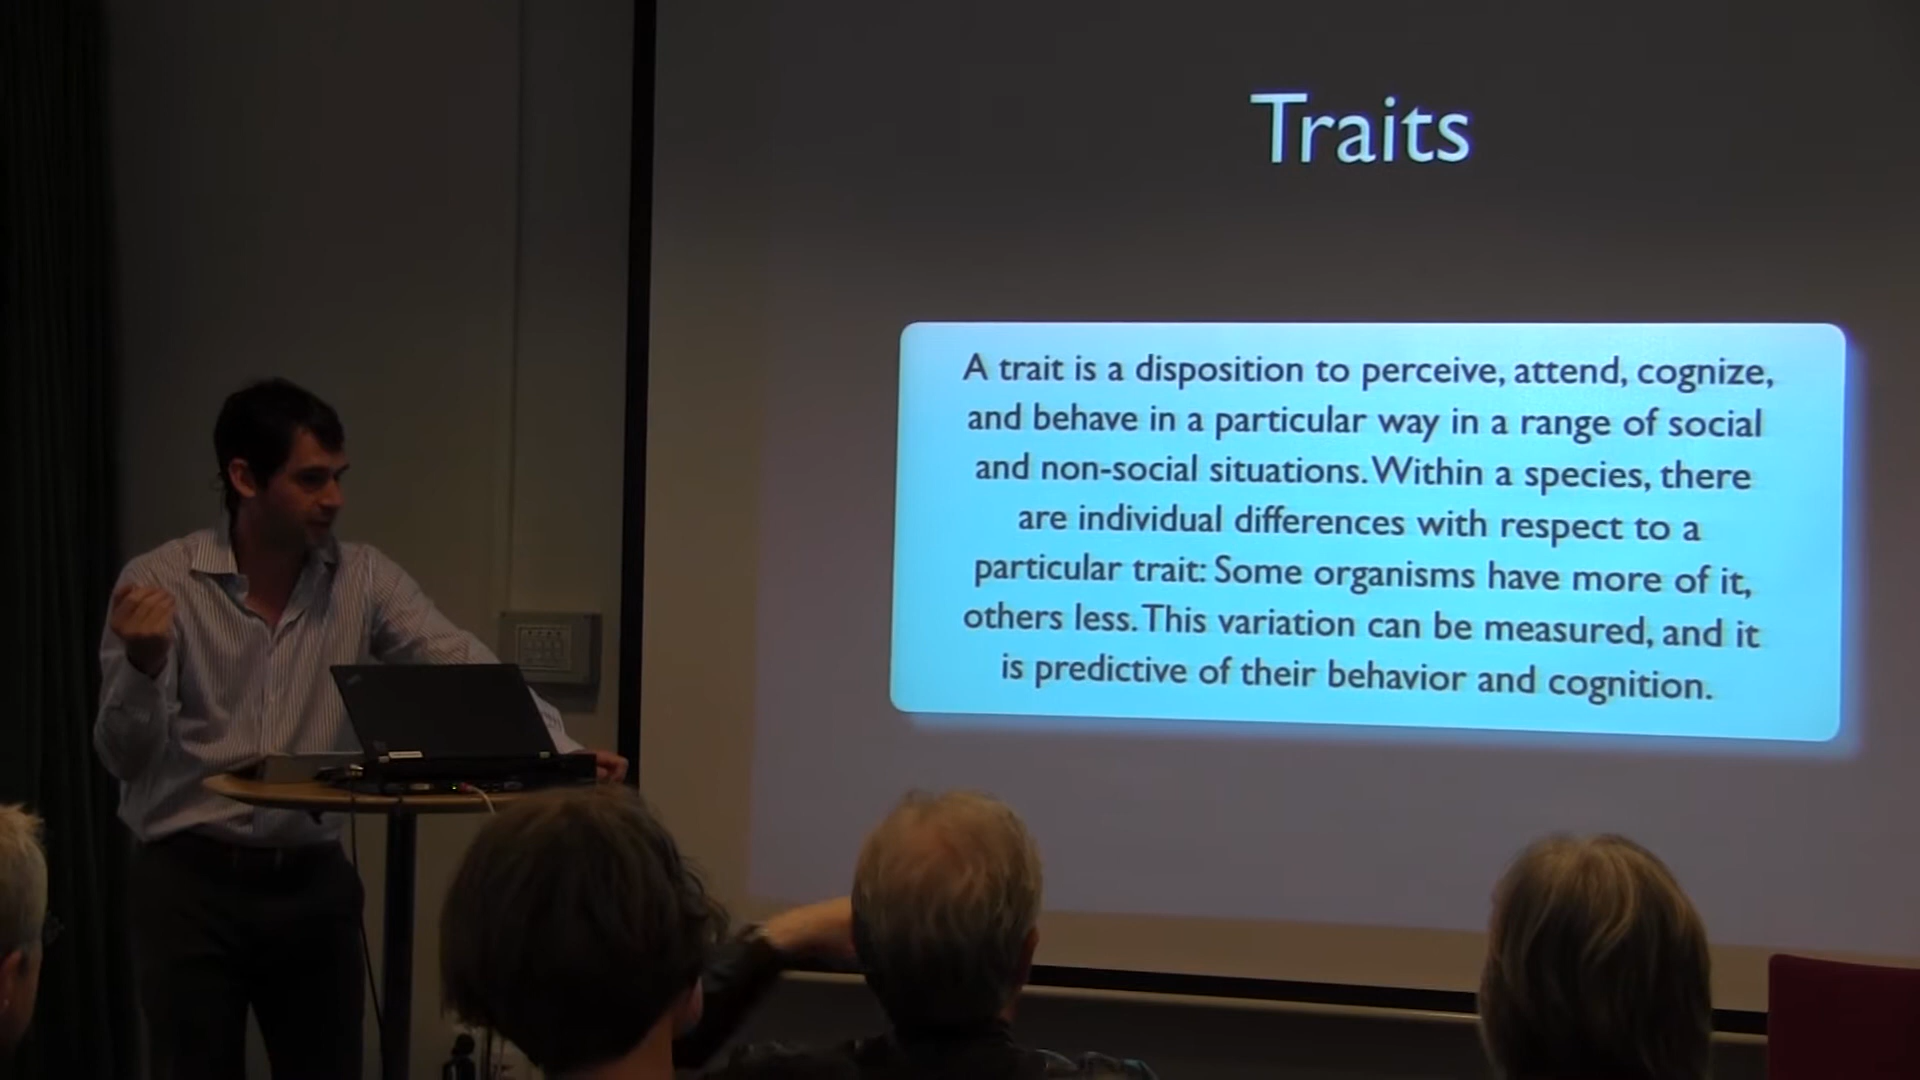 Traits
A trait is a disposition to perceive, attend, cognize,
and behave in a particular way in a range of social
and non-social situations. Within a species, there
are individual differences with respect to a
particular trait: Some organisms have more of it,
others less. This variation can be measured, and it
is predictive of their behavior and cognition.